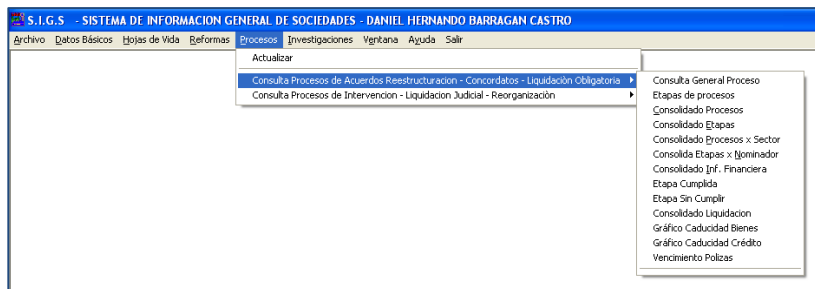 S.I.G.S - SISTEMA DE INFORMACION GENERAL DE SOCIEDADES - DANIEL HERNANDO BARRAGAN CASTRO
Archivo Datos Básicos Hojas de Vida Reformas Procesos Investigaciones Ventana Ayuda Salir
Actualizar
Consulta Procesos de Acuerdos Reestructuracion - Concordatos - Liquidaciòn Obligatoria
Consulta Procesos de Intervencion - Liquidacion Judicial - Reorganizaciòn
Consulta General Proceso
Etapas de procesos
Consolidado Procesos
Consolidado Etapas
Consolidado Procesos x Sector
Consolida Etapas x Nominador
Consolidado Inf. Financiera
Etapa Cumplida
Etapa Sin Cumplir
Consolidado Liquidacion
Gráfico Caducidad Bienes
Gráfico Caducidad Crédito
Vencimiento Polizas